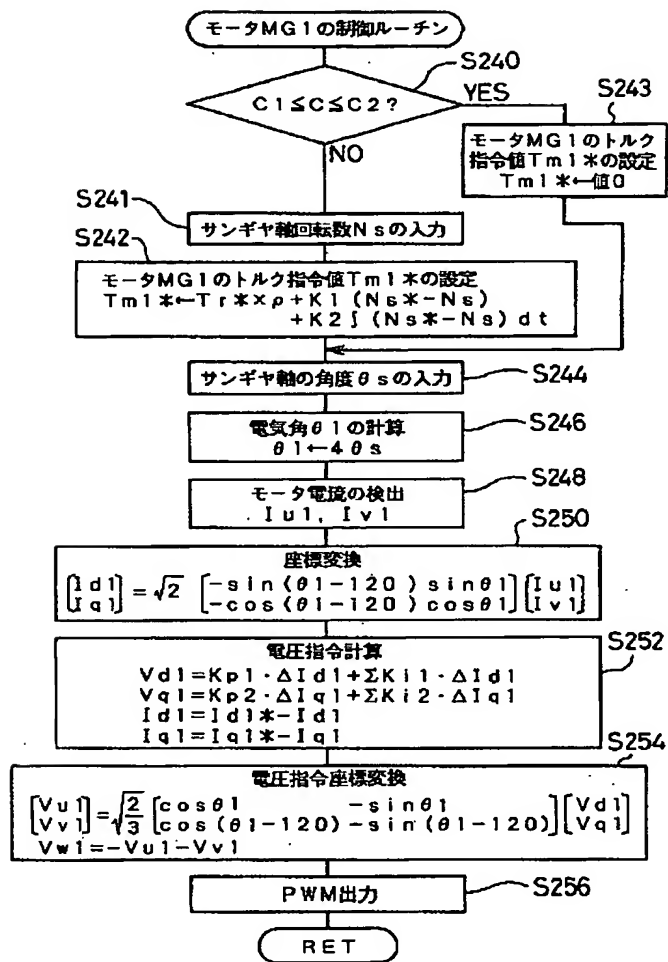 モータMG1の制御ルーチン
S240
C1≦C≦C2?
YES
NO
S243
モータMG1のトルク
指令値Tm1*の設定
Tm1*←値0
S241
サンギヤ軸回転数Nsの入力
S242
モータMG1のトルク指令値Tm1*の設定
Tm1*←Tr*×ρ+K1(Ns*-Ns)
+K2∫(Ns*-Ns)dt
サンギヤ軸の角度θsの入力
S244
電気角θ1の計算
θ1←4θs
S246
モータ電流の検出
Iu1, Iv1
S248
S250
座標変換
[Id1] = √2 [-sin(θ1-120) sinθ1] [Iu1]
[Iq1] [-cos(θ1-120) cosθ1] [Iv1]
S252
電圧指令計算
Vd1=Kp1・ΔId1+ΣKi1・ΔId1
Vq1=Kp2・ΔIq1+ΣKi2・ΔIq1
Id1=Id1*-Id1
Iq1=Iq1*-Iq1
S254
電圧指令座標変換
[Vu1] = √2/3 [cosθ1 -sinθ1] [Vd1]
[Vv1] [cos(θ1-120) -sin(θ1-120)] [Vq1]
Vw1=-Vu1-Vv1
PWM出力
S256
RET